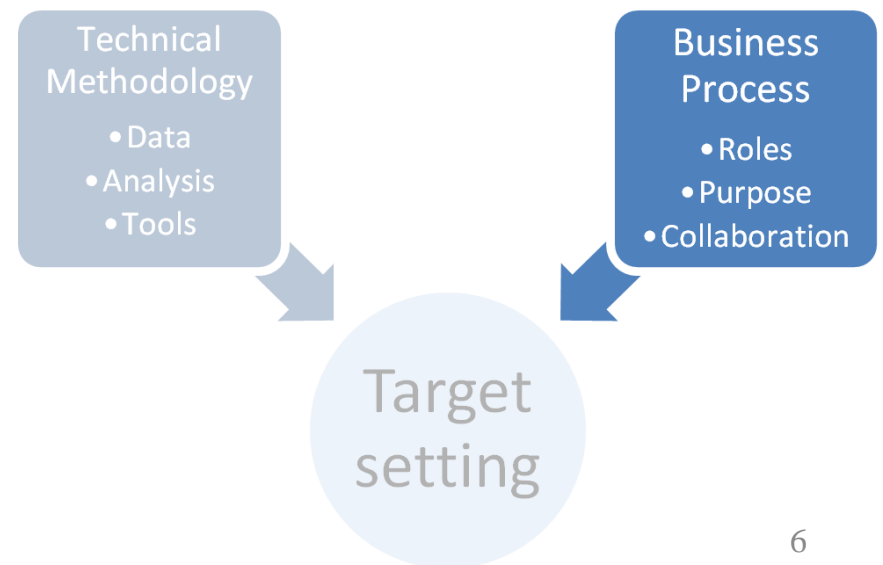 Technical
Methodology
•Data
•Analysis
•Tools
Business
Process
•Roles
•Purpose
•Collaboration
Target
setting
6